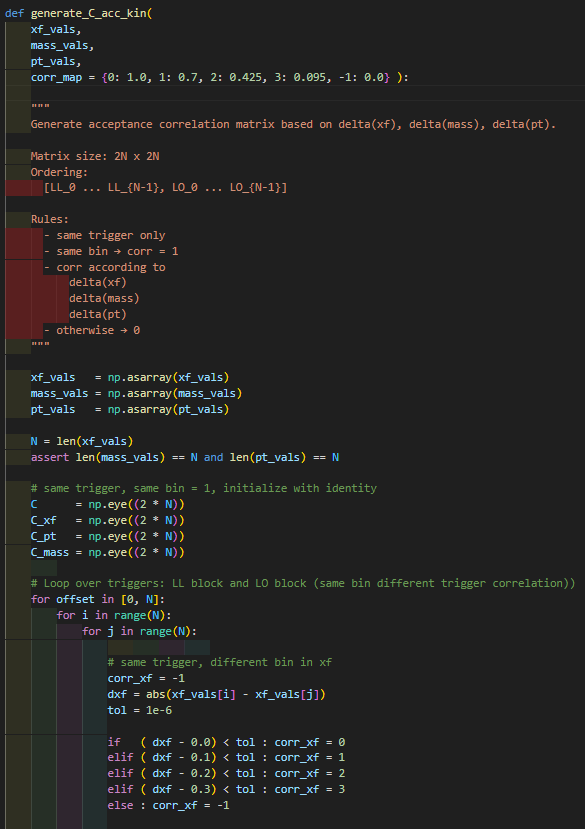 def generate_C_acc_kin(
    xf_vals,
    mass_vals,
    pt_vals,
    corr_map = {0: 1.0, 1: 0.7, 2: 0.425, 3: 0.095, -1: 0.0} ):

    """
    Generate acceptance correlation matrix based on delta(xf), delta(mass), delta(pt).

    Matrix size: 2N x 2N
    Ordering:
      [LL_0 ... LL_{N-1}, LO_0 ... LO_{N-1}]

    Rules:
      - same trigger only
      - same bin → corr = 1
      - corr according to
          delta(xf)
          delta(mass)
          delta(pt)
      - otherwise → 0
    """

    xf_vals   = np.asarray(xf_vals)
    mass_vals = np.asarray(mass_vals)
    pt_vals   = np.asarray(pt_vals)

    N = len(xf_vals)
    assert len(mass_vals) == N and len(pt_vals) == N

    # same trigger, same bin = 1, initialize with identity
    C      = np.eye((2 * N))
    C_xf   = np.eye((2 * N))
    C_pt   = np.eye((2 * N))
    C_mass = np.eye((2 * N))

    # Loop over triggers: LL block and LO block (same bin different trigger correlation))
    for offset in [0, N]:
        for i in range(N):
            for j in range(N):

                # same trigger, different bin in xf
                corr_xf = -1
                dxf = abs(xf_vals[i] - xf_vals[j])
                tol = 1e-6

                if   ( dxf - 0.0) < tol : corr_xf = 0
                elif ( dxf - 0.1) < tol : corr_xf = 1
                elif ( dxf - 0.2) < tol : corr_xf = 2
                elif ( dxf - 0.3) < tol : corr_xf = 3
                else : corr_xf = -1